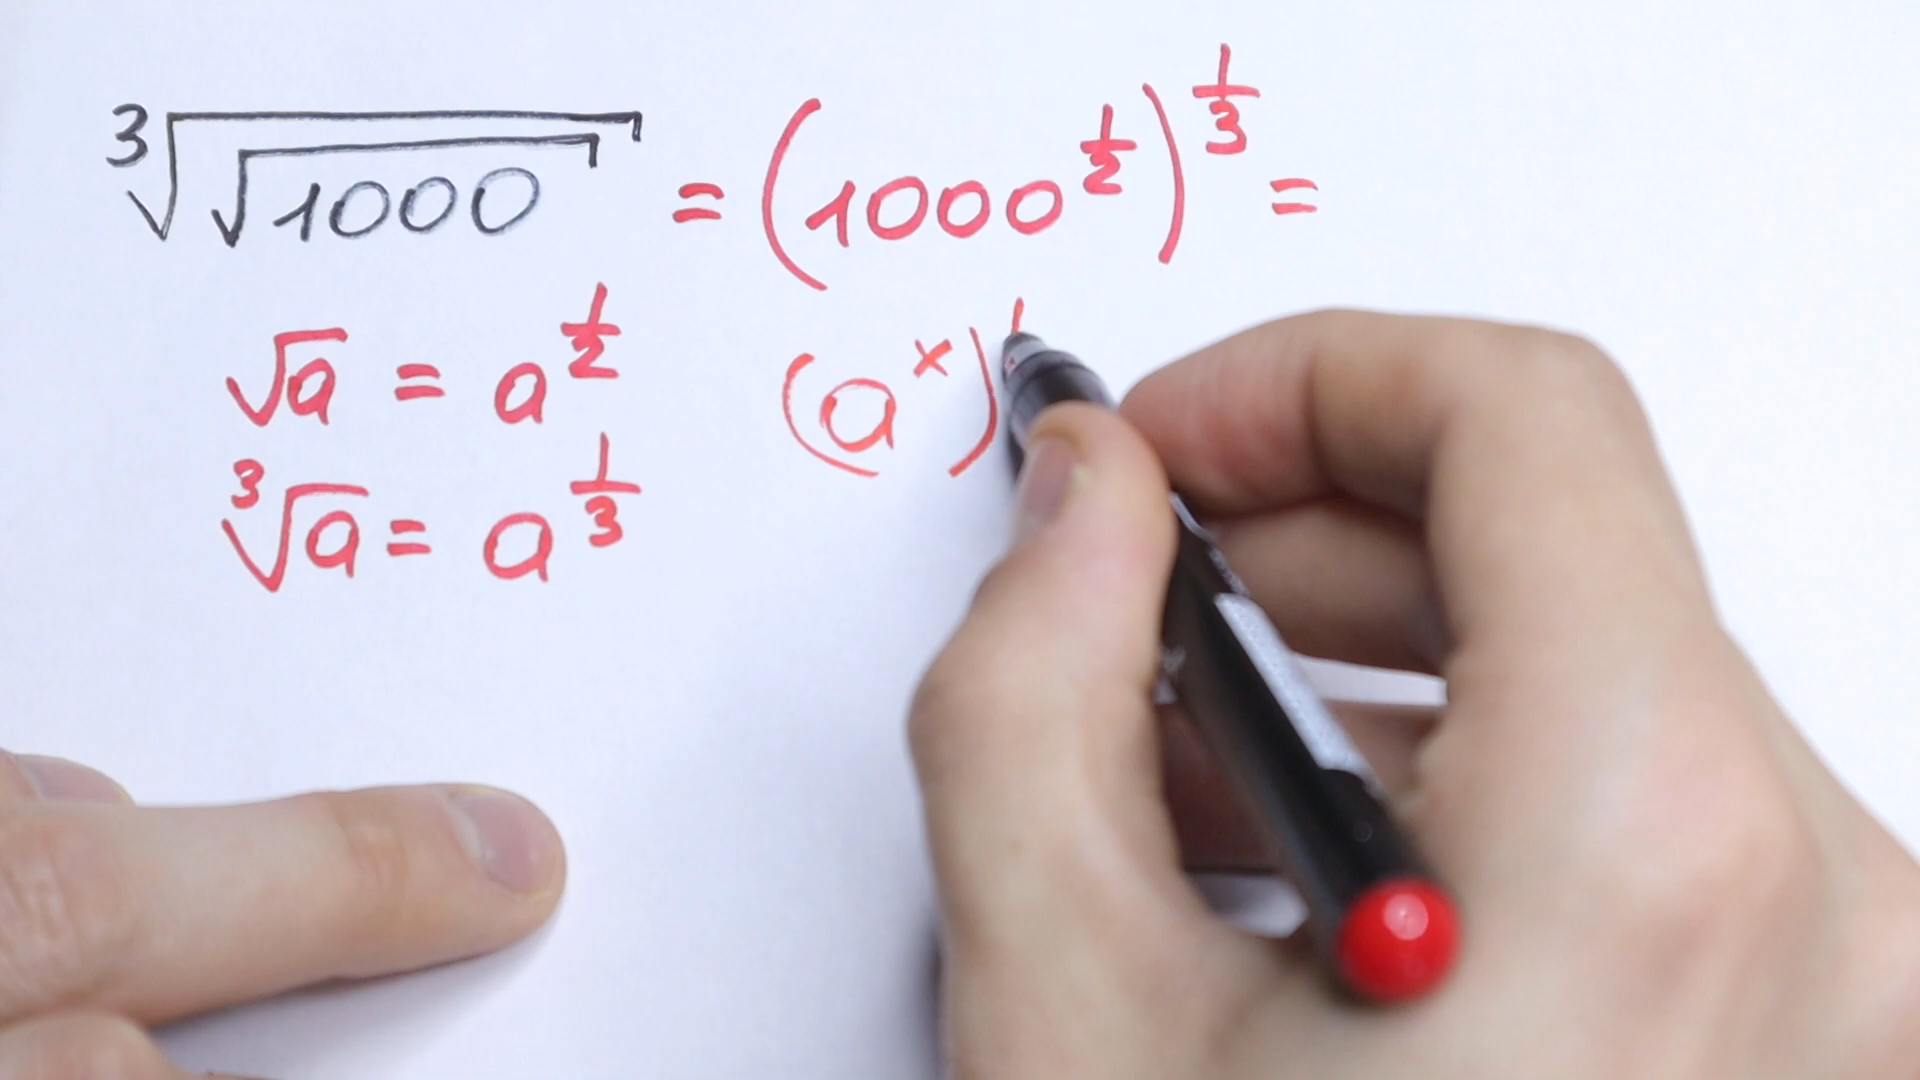 ∛√1000 = (1000^(1/2))^(1/3) =
√a = a^(1/2)
(a^x)
∛a = a^(1/3)